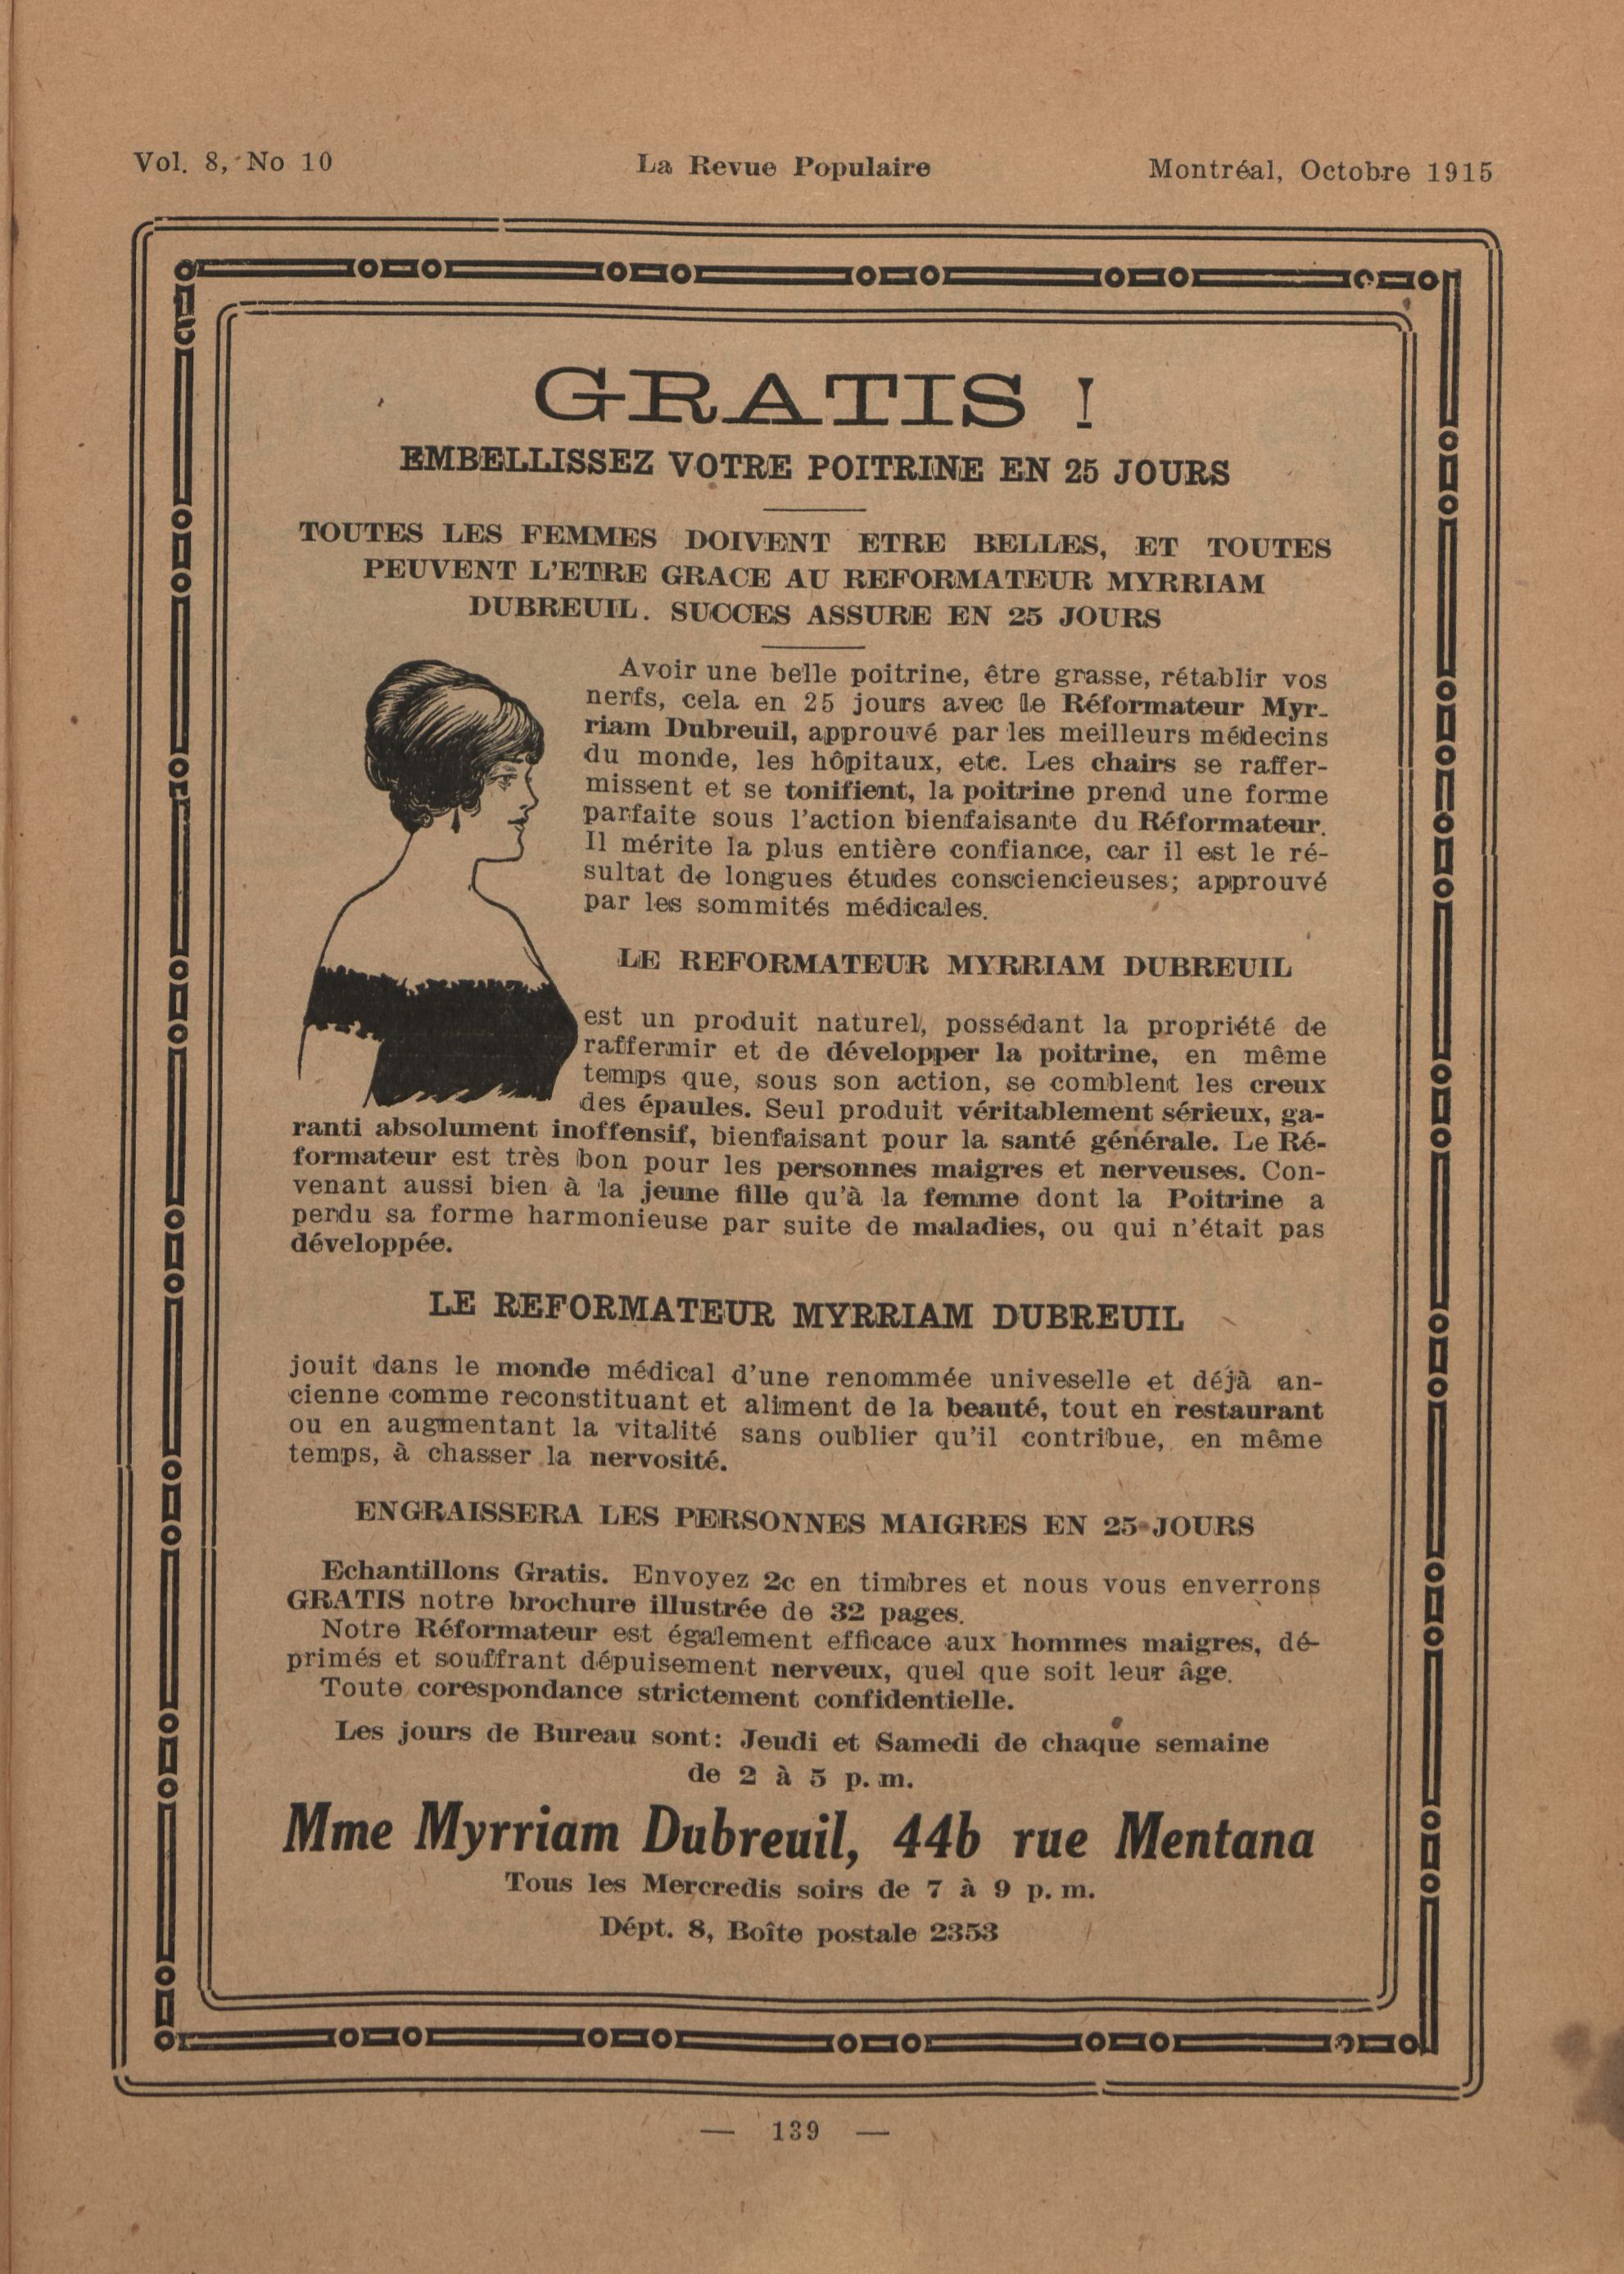 Vol. 8, No 10 La Revue Populaire Montréal, Octobre 1915
GRATIS !
EMBELLISSEZ VOTRE POITRINE EN 25 JOURS
TOUTES LES FEMMES DOIVENT ETRE BELLES, ET TOUTES
PEUVENT L'ETRE GRACE AU REFORMATEUR MYRRIAM
DUBREUIL. SUCCES ASSURE EN 25 JOURS
Avoir une belle poitrine, être grasse, rétablir vos
nerfs, cela en 25 jours avec le Réformateur Myr-
riam Dubreuil, approuvé par les meilleurs médecins
du monde, les hôpitaux, etc. Les chairs se raffer-
missent et se tonifient, la poitrine prend une forme
parfaite sous l'action bienfaisante du Réformateur.
Il mérite la plus entière confiance, car il est le ré-
sultat de longues études consciencieuses; approuvé
par les sommités médicales.
LE REFORMATEUR MYRRIAM DUBREUIL
est un produit naturel, possédant la propriété de
raffermir et de développer la poitrine, en même
temps que, sous son action, se comblent les creux
des épaules. Seul produit véritablement sérieux, ga-
ranti absolument inoffensif, bienfaisant pour la santé générale. Le Ré-
formateur est très bon pour les personnes maigres et nerveuses. Con-
venant aussi bien à la jeune fille qu'à la femme dont la Poitrine a
perdu sa forme harmonieuse par suite de maladies, ou qui n'était pas
développée.
LE REFORMATEUR MYRRIAM DUBREUIL
jouit dans le monde médical d'une renommée univeselle et déjà an-
cienne comme reconstituant et aliment de la beauté, tout en restaurant
ou en augmentant la vitalité sans oublier qu'il contribue, en même
temps, à chasser la nervosité.
ENGRAISSERA LES PERSONNES MAIGRES EN 25 JOURS
Echantillons Gratis. Envoyez 2c en timbres et nous vous enverrons
GRATIS notre brochure illustrée de 32 pages.
Notre Réformateur est également efficace aux hommes maigres, dé-
primés et souffrant dépuisement nerveux, quel que soit leur âge.
Toute corespondance strictement confidentielle.
Les jours de Bureau sont: Jeudi et Samedi de chaque semaine
de 2 à 5 p. m.
Mme Myrriam Dubreuil, 44b rue Mentana
Tous les Mercredis soirs de 7 à 9 p. m.
Dépt. 8, Boîte postale 2353
— 139 —